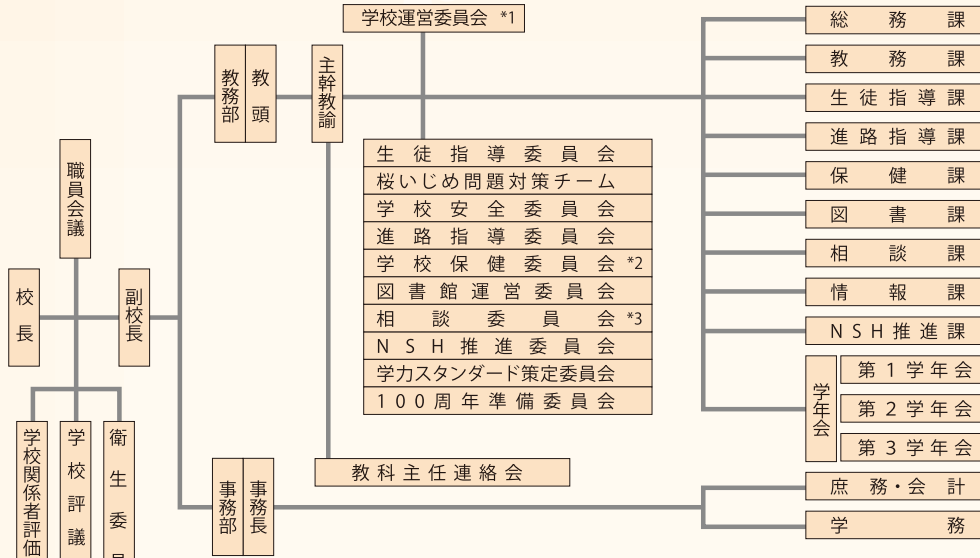 学校運営委員会 *1
総務課
教務課
生徒指導課
進路指導課
保健課
図書課
相談課
情報課
NSH推進課
学年会
第1学年会
第2学年会
第3学年会
庶務・会計
学務
教務部
教頭
主幹教諭
生徒指導委員会
桜いじめ問題対策チーム
学校安全委員会
進路指導委員会
学校保健委員会 *2
図書館運営委員会
相談委員会 *3
NSH推進委員会
学力スタンダード策定委員会
100周年準備委員会
教科主任連絡会
職員会議
校長
副校長
学校関係者評価
学校評議
衛生委員
事務部
事務長